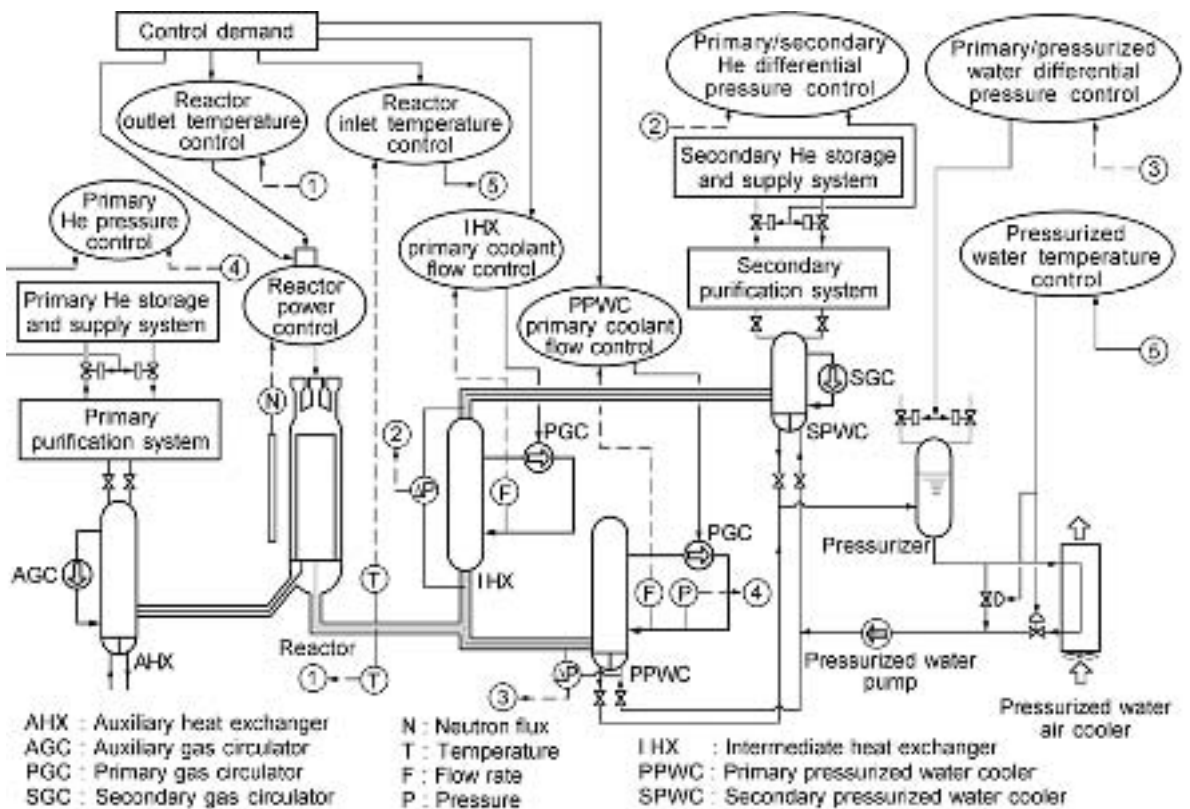 Control demand
Reactor
outlet temperature
control
Reactor
inlet temperature
control
Primary/secondary
He differential
pressure control
Primary/pressurized
water differential
pressure control
1
5
2
3
Primary
He pressure
control
4
IHX
primary coolant
flow control
Secondary He storage
and supply system
Pressurized
water temperature
control
Primary He storage
and supply system
Reactor
power
control
PPWC
primary coolant
flow control
Secondary
purification system
5
N
Primary
purification system
SGC
SPWC
2
PGC
ΔP
F
PGC
Pressurizer
AGC
IHX
F
P
4
T
AHX
Reactor
1
T
ΔP
3
PPWC
Pressurized water
pump
Pressurized water
air cooler
AHX : Auxiliary heat exchanger
AGC : Auxiliary gas circulator
PGC : Primary gas circulator
SGC : Secondary gas circulator
N : Neutron flux
T : Temperature
F : Flow rate
P : Pressure
IHX : Intermediate heat exchanger
PPWC : Primary pressurized water cooler
SPWC : Secondary pressurized water cooler